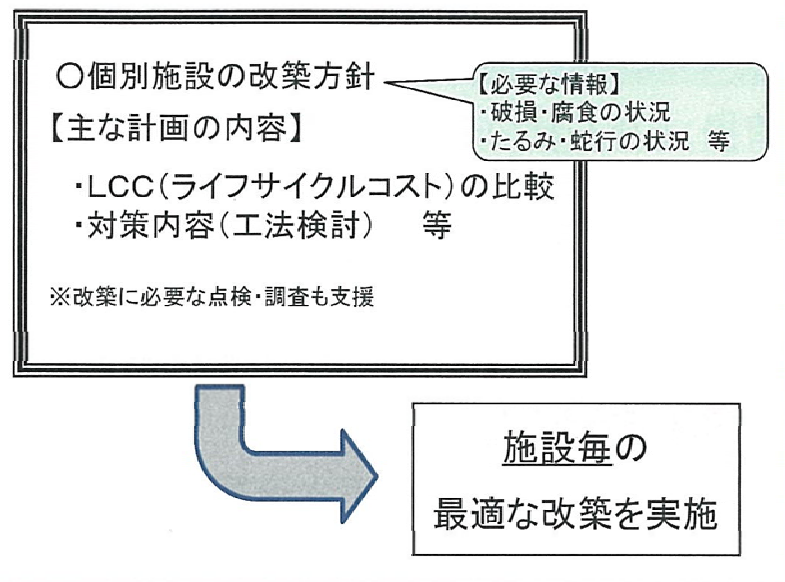 〇個別施設の改築方針
【必要な情報】
・破損・腐食の状況
・たるみ・蛇行の状況　等
【主な計画の内容】
・LCC(ライフサイクルコスト)の比較
・対策内容(工法検討)　等
※改築に必要な点検・調査も支援
施設毎の
最適な改築を実施